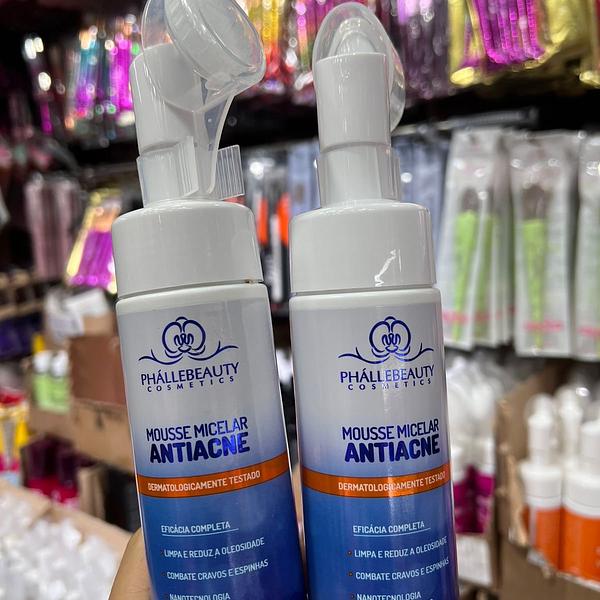 PHÁLLEBEAUTY
COSMETICS
MOUSSE MICELAR
ANTIACNE
DERMATOLOGICAMENTE TESTADO
EFICÁCIA COMPLETA
• LIMPA E REDUZ A OLEOSIDADE
• COMBATE CRAVOS E ESPINHAS
• NANOTECNOLOGIA
PHÁLLEBEAUTY
COSMETICS
MOUSSE MICELAR
ANTIACNE
DERMATOLOGICAMENTE TESTADO
EFICÁCIA COMPLETA
• LIMPA E REDUZ A OLEOSIDADE
• COMBATE CRAVOS E ESPINHAS
• NANOTECNOLOGIA